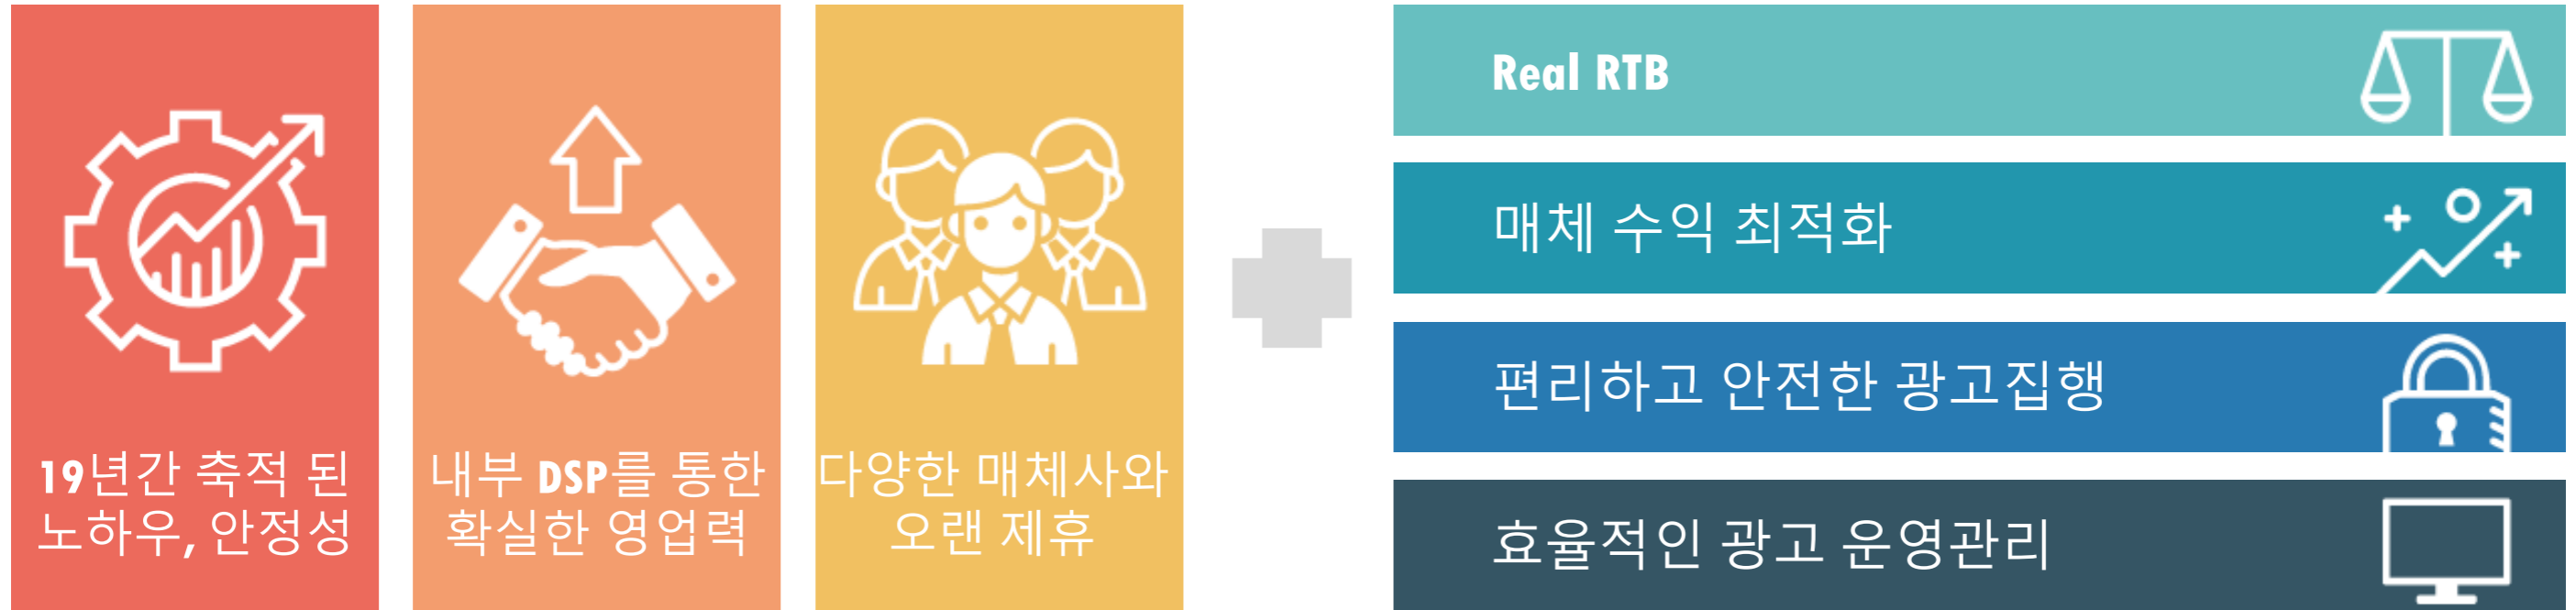 19년간 축적 된
노하우, 안정성
내부 DSP를 통한
확실한 영업력
다양한 매체사와
오랜 제휴
Real RTB
매체 수익 최적화
편리하고 안전한 광고집행
효율적인 광고 운영관리